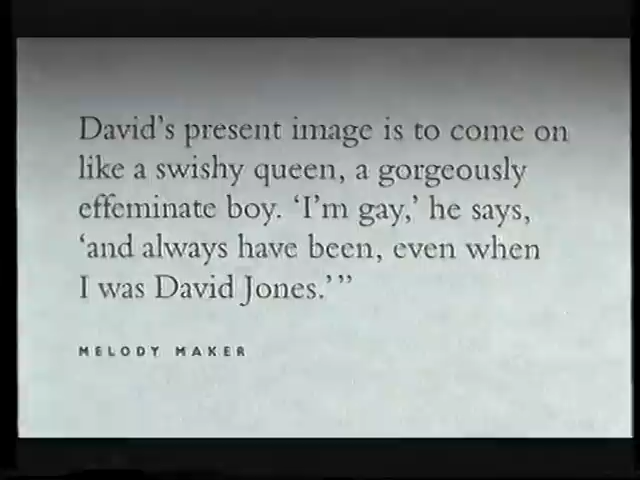 David's present image is to come on
like a swishy queen, a gorgeously
effeminate boy. ‘I'm gay,’ he says,
‘and always have been, even when
I was David Jones.’”
MELODY MAKER